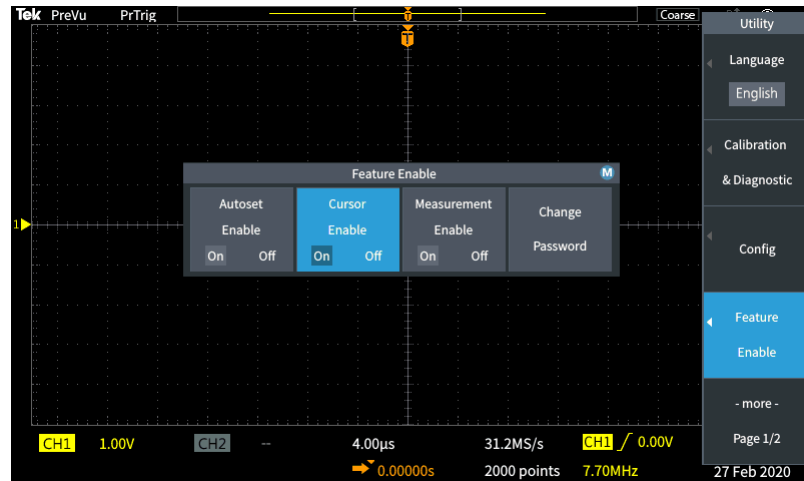 Tek PreVu PrTrig Coarse
T
T
Utility
Language
English
Calibration
& Diagnostic
Config
Feature
Enable
- more -
Page 1/2
Feature Enable M
Autoset
Enable
On Off
Cursor
Enable
On Off
Measurement
Enable
On Off
Change
Password
1
CH1 1.00V CH2 -- 4.00µs 31.2MS/s CH1 0.00V
0.00000s 2000 points 7.70MHz 27 Feb 2020